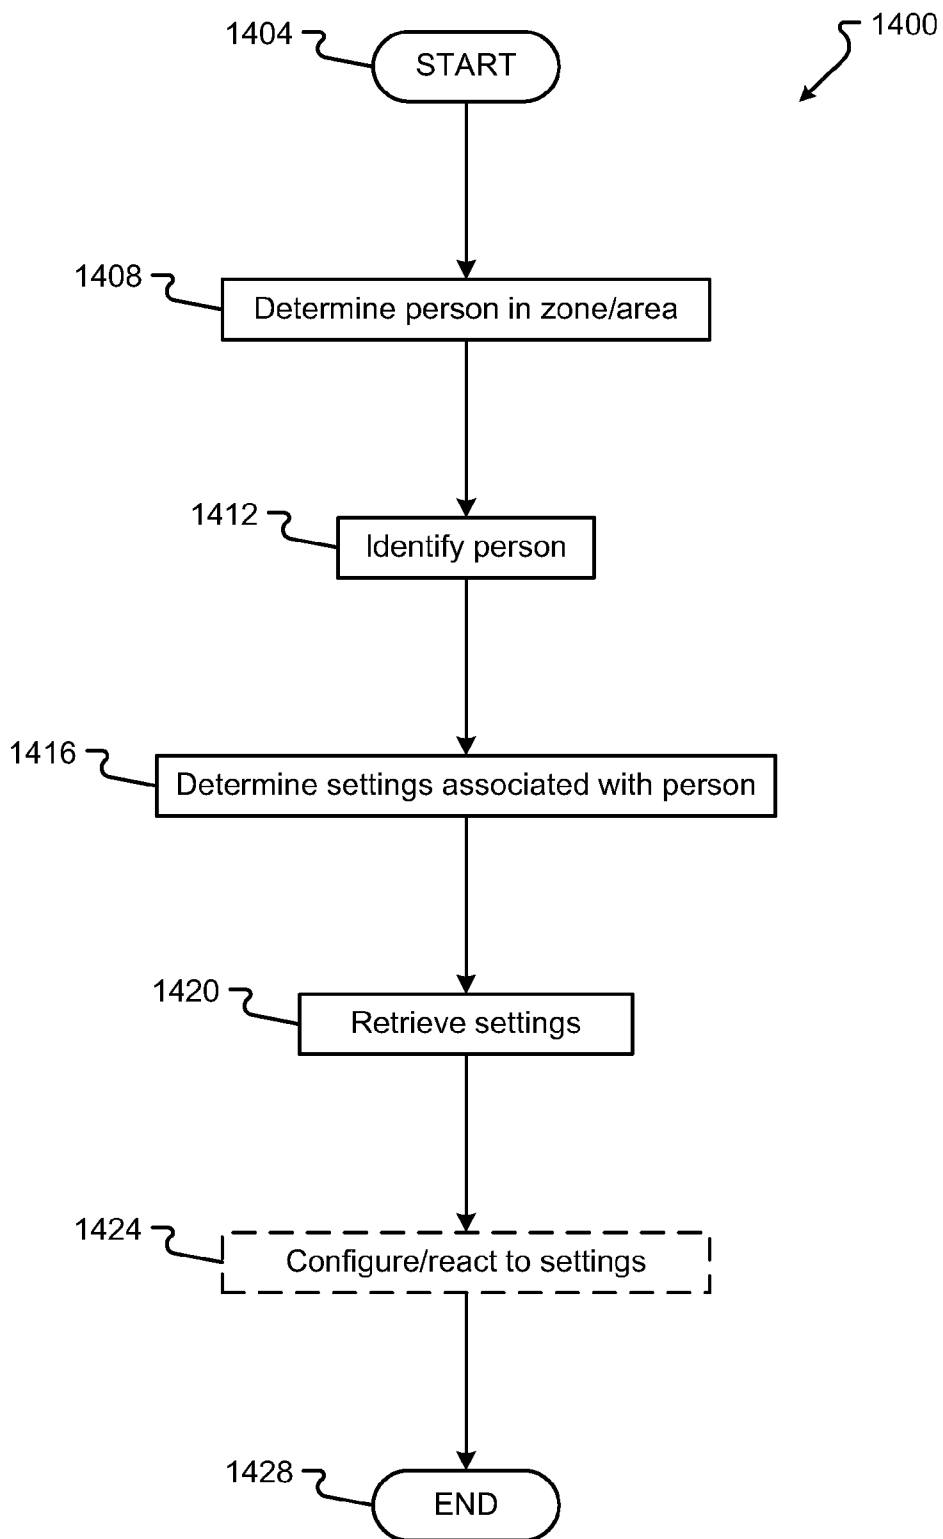 1400
1404
START
1408
Determine person in zone/area
1412
Identify person
1416
Determine settings associated with person
1420
Retrieve settings
1424
Configure/react to settings
1428
END